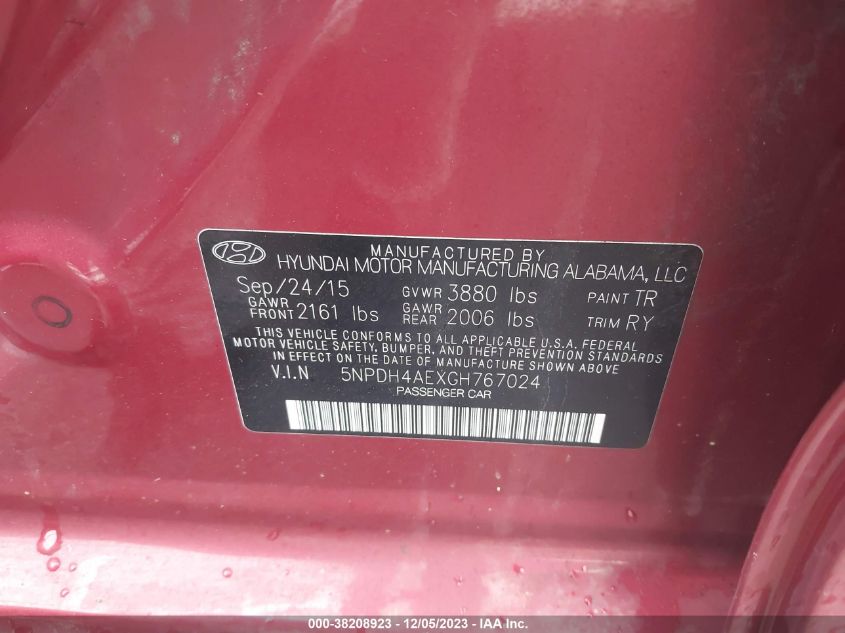 MANUFACTURED BY
HYUNDAI MOTOR MANUFACTURING ALABAMA, LLC
Sep/24/15 GVWR 3880 lbs PAINT TR
GAWR FRONT 2161 lbs GAWR REAR 2006 lbs TRIM RY
THIS VEHICLE CONFORMS TO ALL APPLICABLE U.S.A. FEDERAL
MOTOR VEHICLE SAFETY, BUMPER, AND THEFT PREVENTION
STANDARDS IN EFFECT ON THE DATE OF MANUFACTURE SHOWN ABOVE.
V.I.N 5NPDH4AEXGH767024
PASSENGER CAR
000-38208923 - 12/05/2023 - IAA Inc.